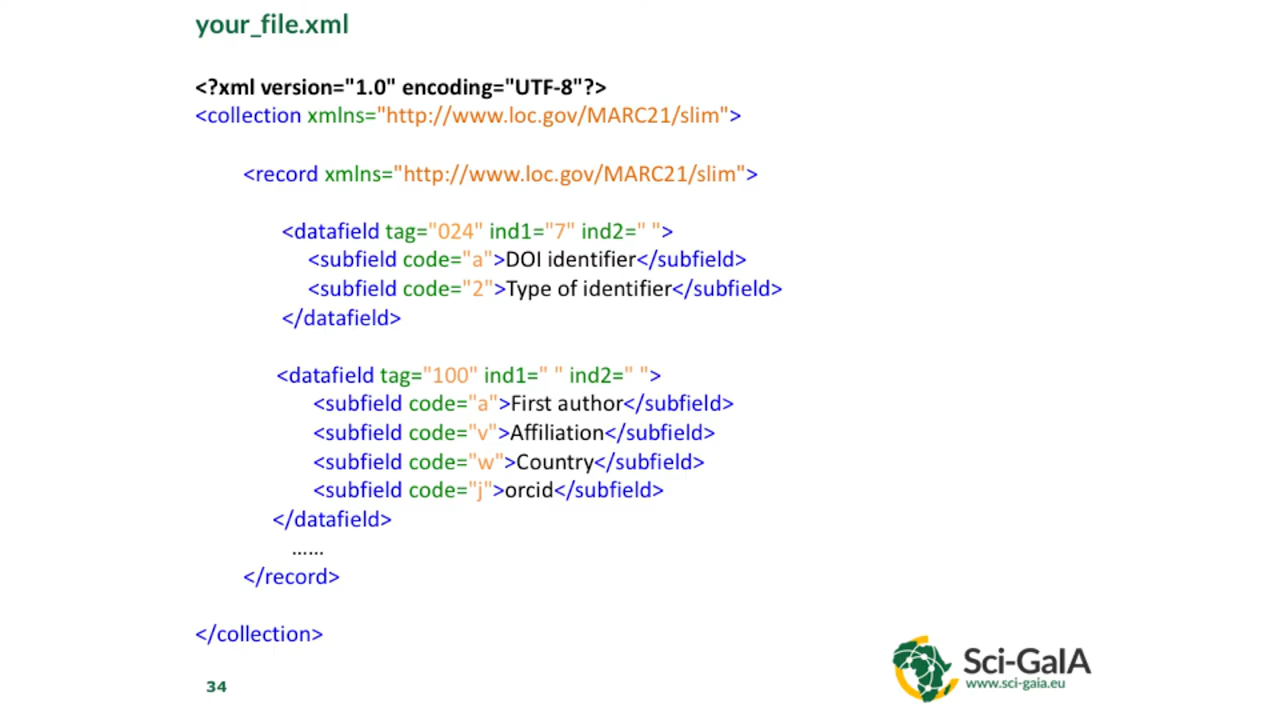 your_file.xml
<?xml version="1.0" encoding="UTF-8"?>
<collection xmlns="http://www.loc.gov/MARC21/slim">
<record xmlns="http://www.loc.gov/MARC21/slim">
<datafield tag="024" ind1="7" ind2=" ">
<subfield code="a">DOI identifier</subfield>
<subfield code="2">Type of identifier</subfield>
</datafield>
<datafield tag="100" ind1=" " ind2=" ">
<subfield code="a">First author</subfield>
<subfield code="v">Affiliation</subfield>
<subfield code="w">Country</subfield>
<subfield code="j">orcid</subfield>
</datafield>
......
</record>
</collection>
Sci-GaIA
www.sci-gaia.eu
34